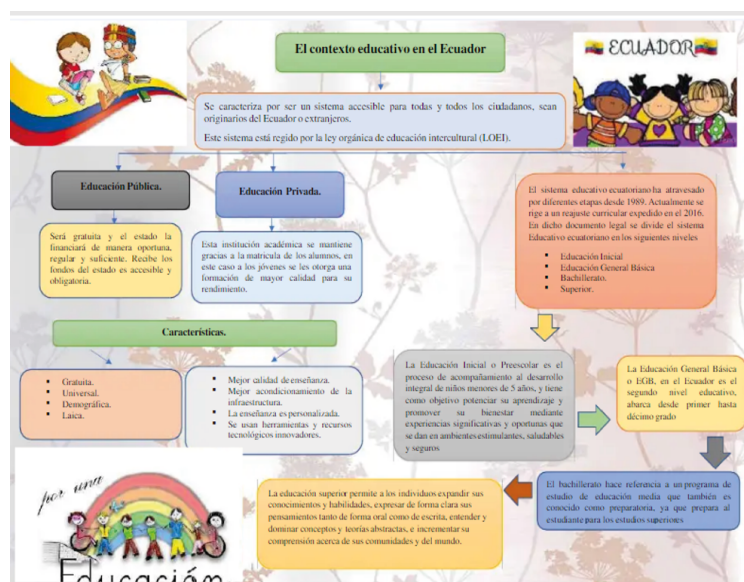 El contexto educativo en el Ecuador
ECUADOR
Se caracteriza por ser un sistema accesible para todas y todos los ciudadanos, sean
originarios del Ecuador o extranjeros.
Este sistema está regido por la ley orgánica de educación intercultural (LOEI).
Educación Pública.
Será gratuita y el estado la
financiará de manera oportuna,
regular y suficiente. Recibe los
fondos del estado es accesible y
obligatoria.
Educación Privada.
Esta institución académica se mantiene
gracias a la matricula de los alumnos, en
este caso a los jóvenes se les otorga una
formación de mayor calidad para su
rendimiento.
El sistema educativo ecuatoriano ha atravesado
por diferentes etapas desde 1989. Actualmente se
rige a un reajuste curricular expedido en el 2016.
En dicho documento legal se divide el sistema
Educativo ecuatoriano en los siguientes niveles
Educación Inicial
Educación General Básica
Bachillerato.
Superior.
Características.
Gratuita.
Universal.
Demográfica.
Laica.
Mejor calidad de enseñanza.
Mejor acondicionamiento de la
infraestructura.
La enseñanza es personalizada.
Se usan herramientas y recursos
tecnológicos innovadores.
La Educación Inicial o Preescolar es el
proceso de acompañamiento al desarrollo
integral de niños menores de 5 años, y tiene
como objetivo potenciar su aprendizaje y
promover su bienestar mediante
experiencias significativas y oportunas que
se dan en ambientes estimulantes, saludables
y seguros
La Educación General Básica
o EGB, en el Ecuador es el
segundo nivel educativo,
abarca desde primer hasta
décimo grado
El bachillerato hace referencia a un programa de
estudio de educación media que también es
conocido como preparatoria, ya que prepara al
estudiante para los estudios superiores
La educación superior permite a los individuos expandir sus
conocimientos y habilidades, expresar de forma clara sus
pensamientos tanto de forma oral como de escrita, entender y
dominar conceptos y teorías abstractas, e incrementar su
comprensión acerca de sus comunidades y del mundo.
por una
Educación